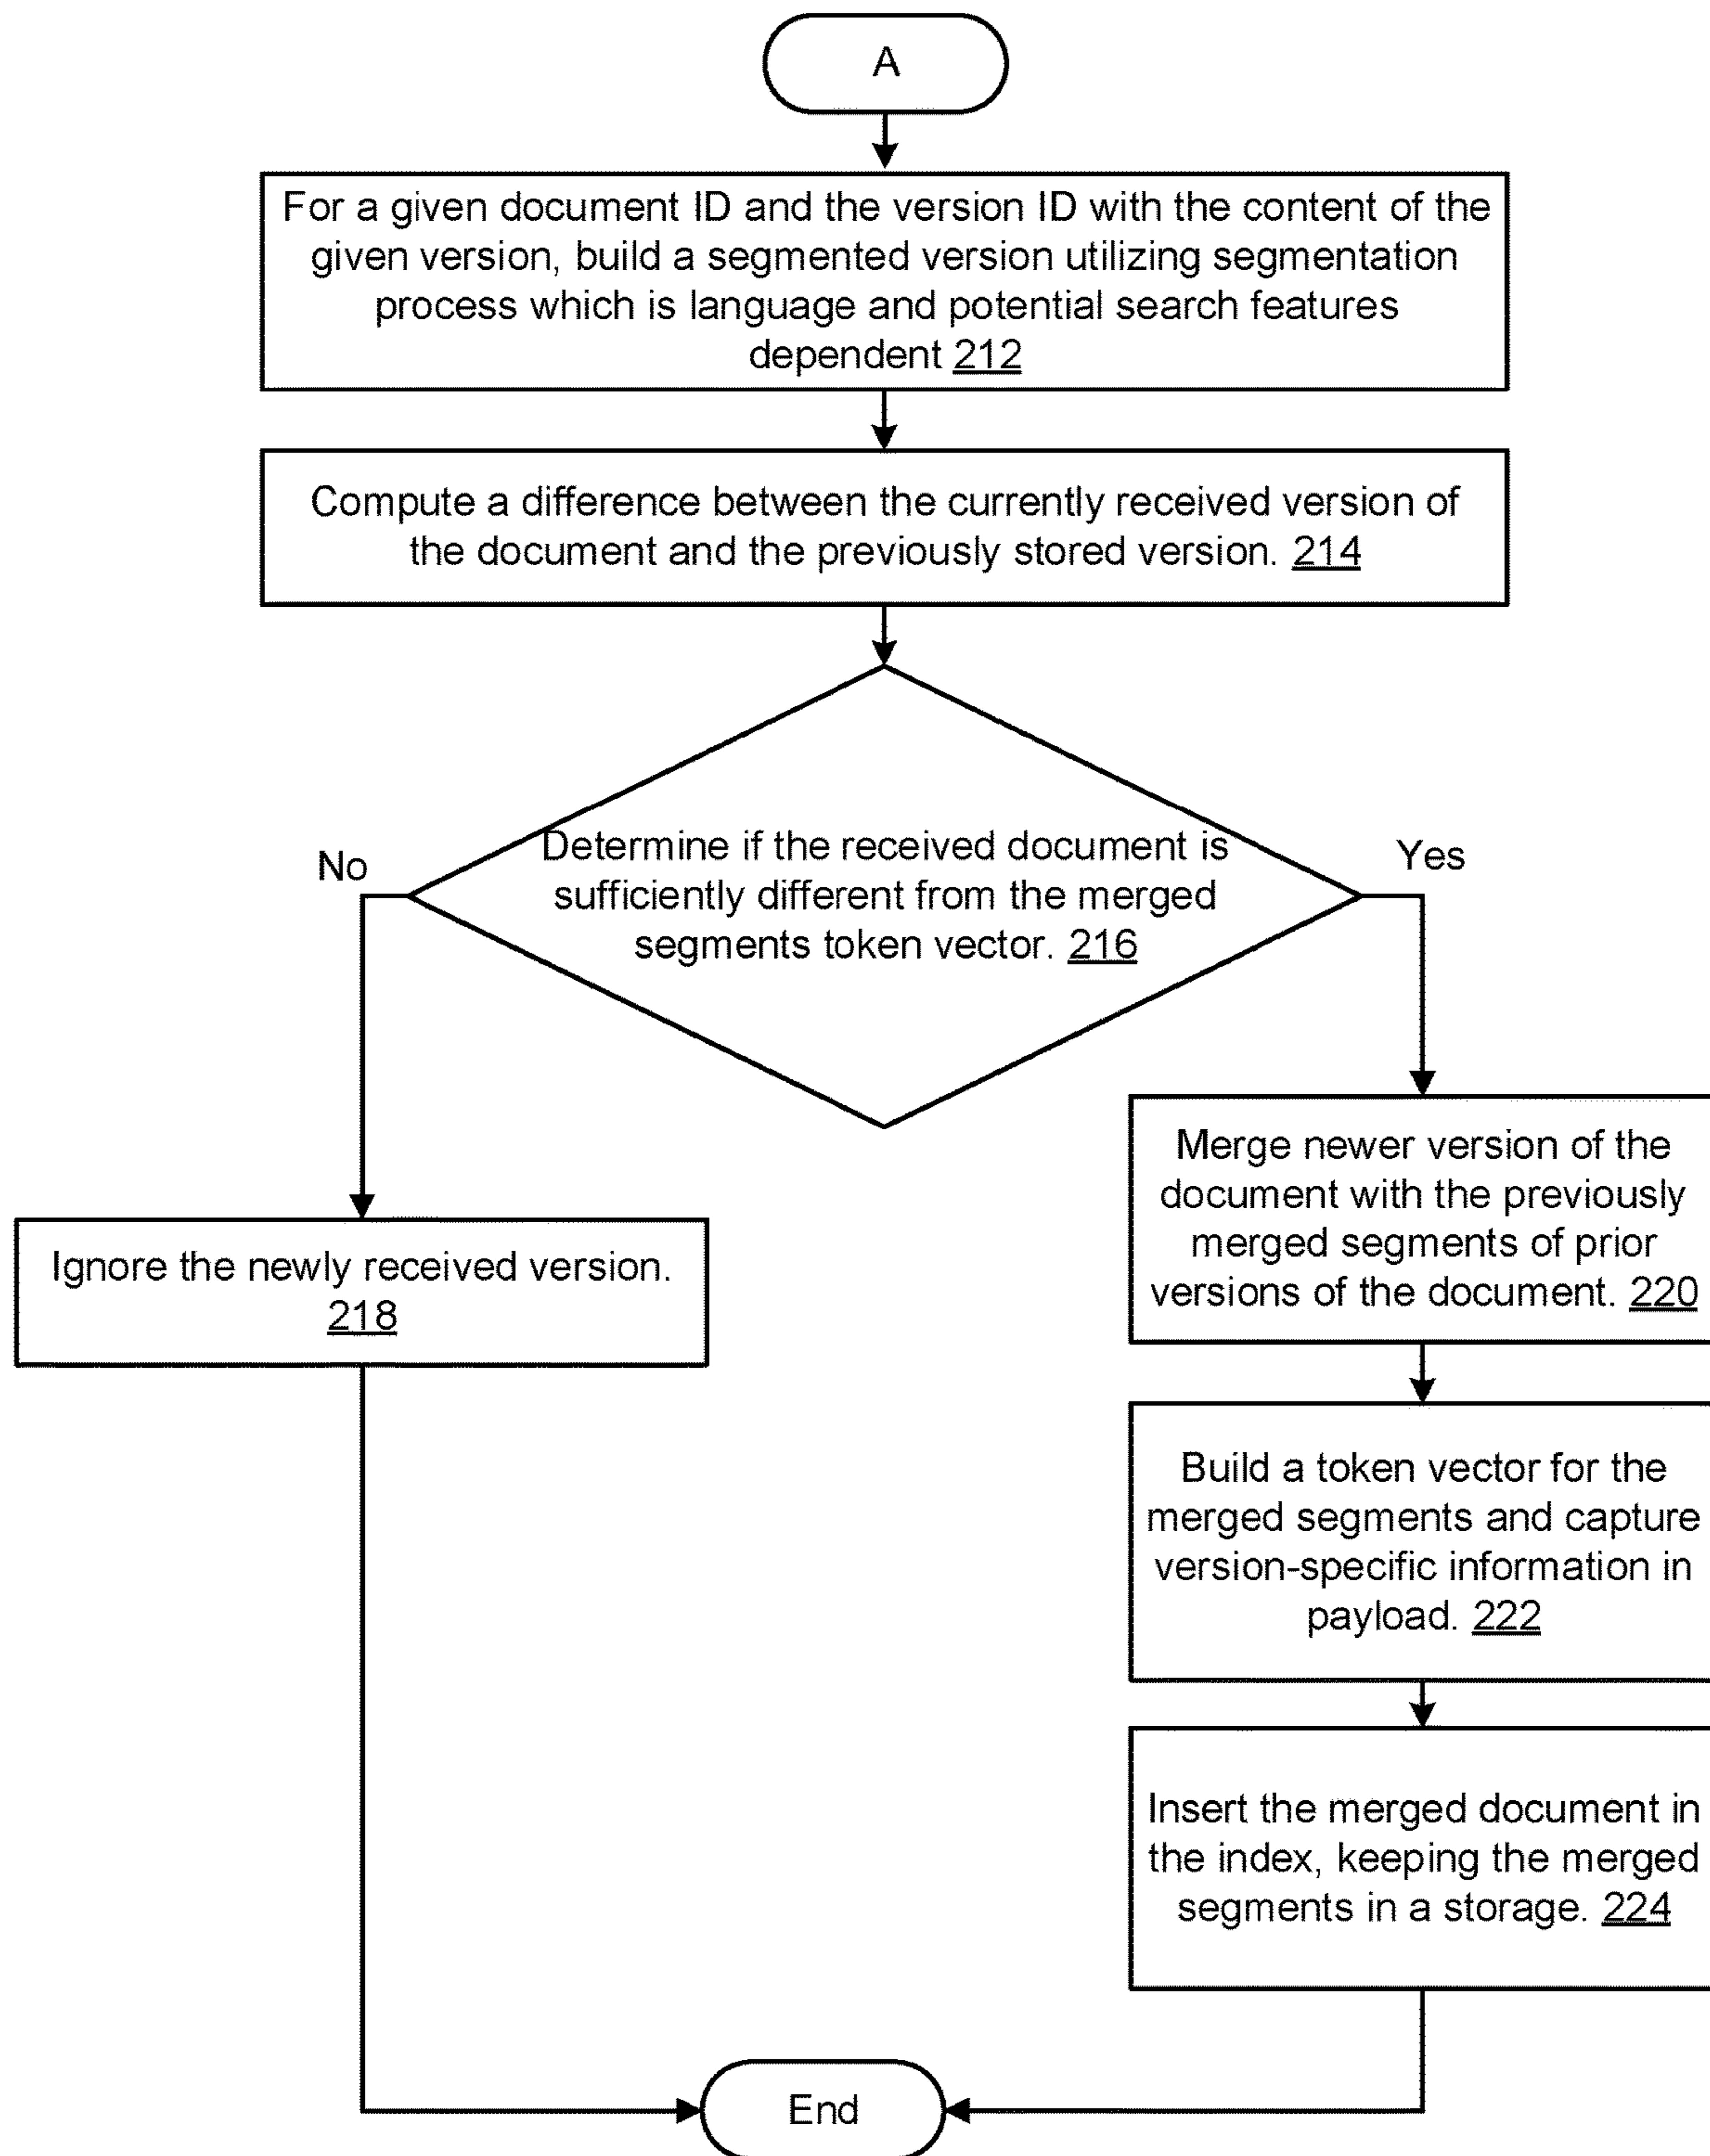 A
For a given document ID and the version ID with the content of the
given version, build a segmented version utilizing segmentation
process which is language and potential search features
dependent 212
Compute a difference between the currently received version of
the document and the previously stored version. 214
Determine if the received document is
sufficiently different from the merged
segments token vector. 216
No
Yes
Ignore the newly received version.
218
Merge newer version of the
document with the previously
merged segments of prior
versions of the document. 220
Build a token vector for the
merged segments and capture
version-specific information in
payload. 222
Insert the merged document in
the index, keeping the merged
segments in a storage. 224
End